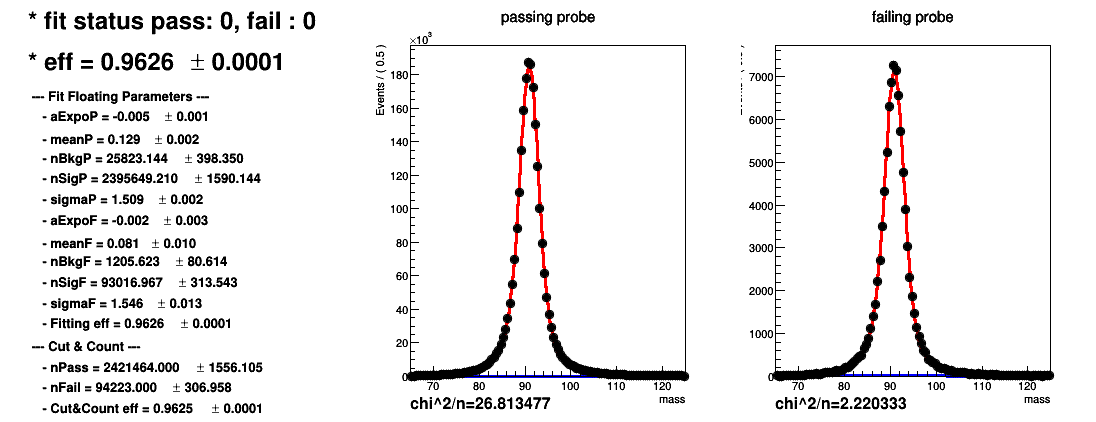 * fit status pass: 0, fail : 0
* eff = 0.9626 ± 0.0001
--- Fit Floating Parameters ---
- aExpoP = -0.005 ± 0.001
- meanP = 0.129 ± 0.002
- nBkgP = 25823.144 ± 398.350
- nSigP = 2395649.210 ± 1590.144
- sigmaP = 1.509 ± 0.002
- aExpoF = -0.002 ± 0.003
- meanF = 0.081 ± 0.010
- nBkgF = 1205.623 ± 80.614
- nSigF = 93016.967 ± 313.543
- sigmaF = 1.546 ± 0.013
- Fitting eff = 0.9626 ± 0.0001
--- Cut & Count ---
- nPass = 2421464.000 ± 1556.105
- nFail = 94223.000 ± 306.958
- Cut&Count eff = 0.9625 ± 0.0001
passing probe
×10³
Events / ( 0.5 )
180
160
140
120
100
80
60
40
20
0
70 80 90 100 110 120
mass
chi^2/n=26.813477
failing probe
7000
6000
5000
4000
3000
2000
1000
0
70 80 90 100 110 120
mass
chi^2/n=2.220333